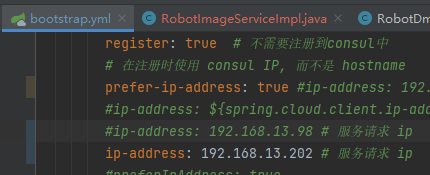 bootstrap.yml RobotImageServiceImpl.java RobotDm
register: true # 不需要注册到consul中
# 在注册时使用 consul IP, 而不是 hostname
prefer-ip-address: true #ip-address: 192.
#ip-address: ${spring.cloud.client.ip-add
#ip-address: 192.168.13.98 # 服务请求 ip
ip-address: 192.168.13.202 # 服务请求 ip
#preferIpAddress: true